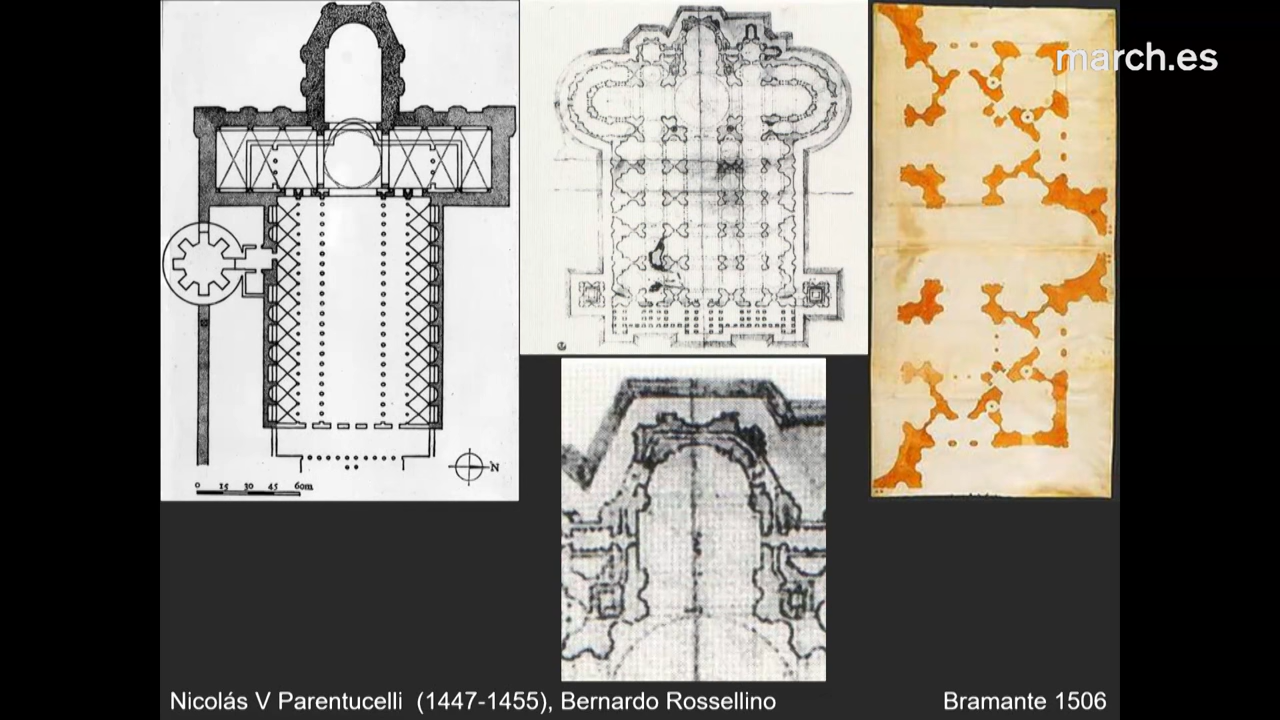 march.es
N
0 15 30 45 60m
Nicolás V Parentucelli (1447-1455), Bernardo Rossellino
Bramante 1506